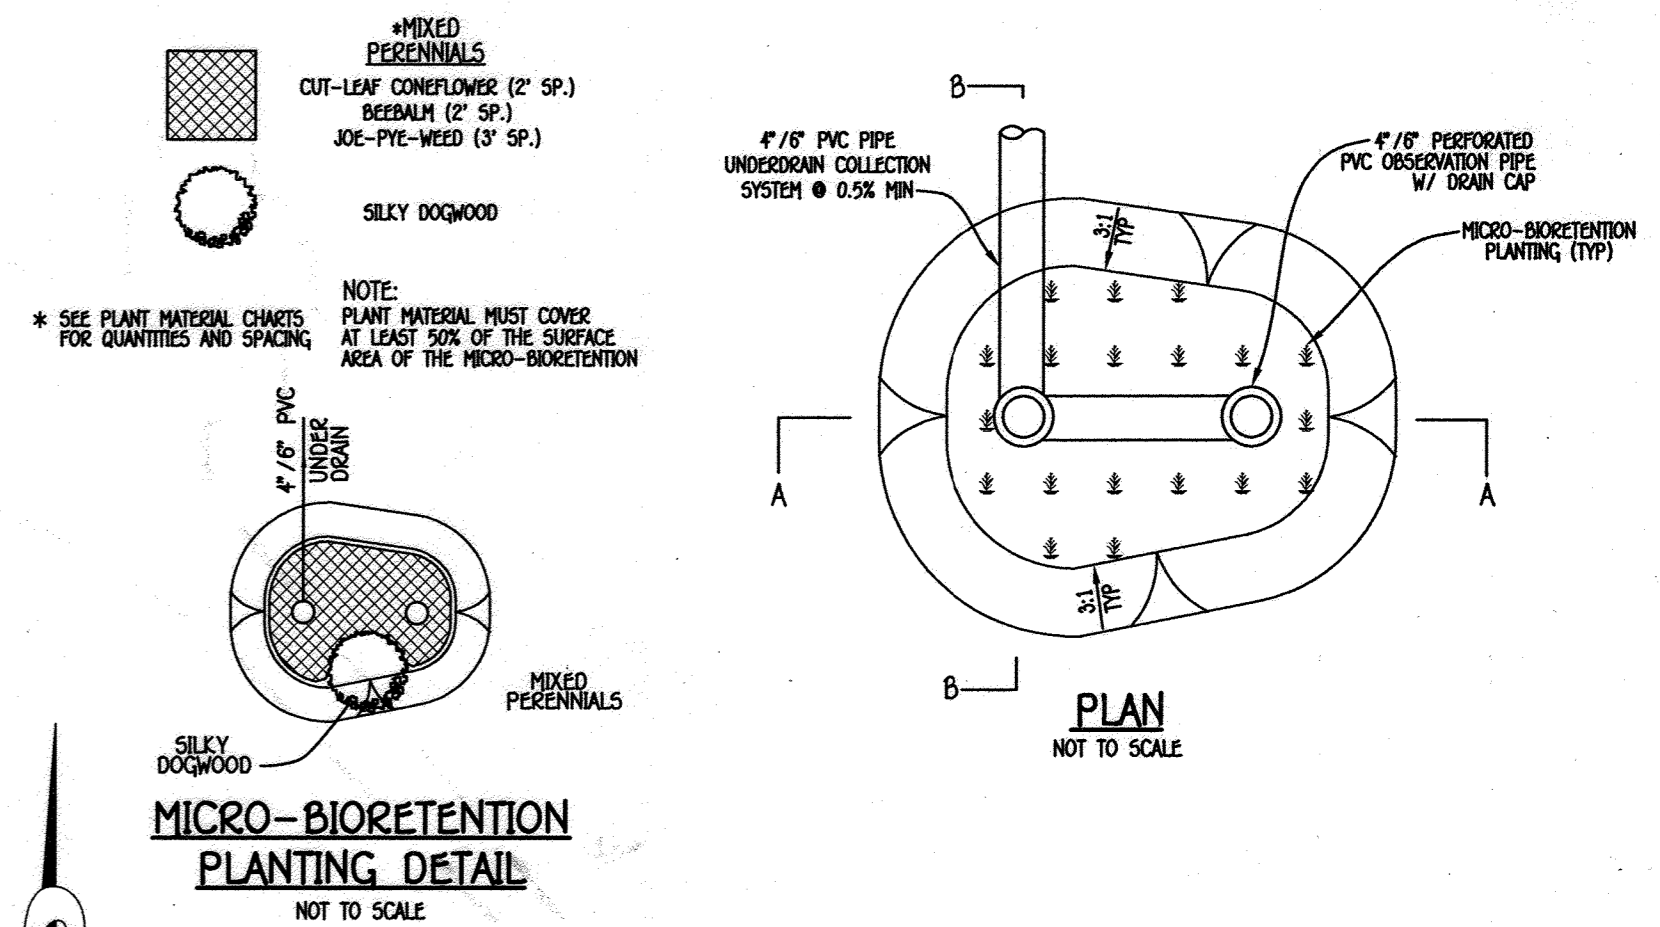 *MIXED
PERENNIALS
CUT-LEAF CONEFLOWER (2' SP.)
BEEBALM (2' SP.)
JOE-PYE-WEED (3' SP.)
SILKY DOGWOOD
* SEE PLANT MATERIAL CHARTS
FOR QUANTITIES AND SPACING
NOTE:
PLANT MATERIAL MUST COVER
AT LEAST 50% OF THE SURFACE
AREA OF THE MICRO-BIORETENTION
4"/6" PVC
UNDER
DRAIN
MIXED
PERENNIALS
SILKY
DOGWOOD
MICRO-BIORETENTION
PLANTING DETAIL
NOT TO SCALE
B
4"/6" PVC PIPE
UNDERDRAIN COLLECTION
SYSTEM @ 0.5% MIN
4"/6" PERFORATED
PVC OBSERVATION PIPE
W/ DRAIN CAP
MICRO-BIORETENTION
PLANTING (TYP)
3:1
TYP
A
A
3:1
TYP
B
PLAN
NOT TO SCALE